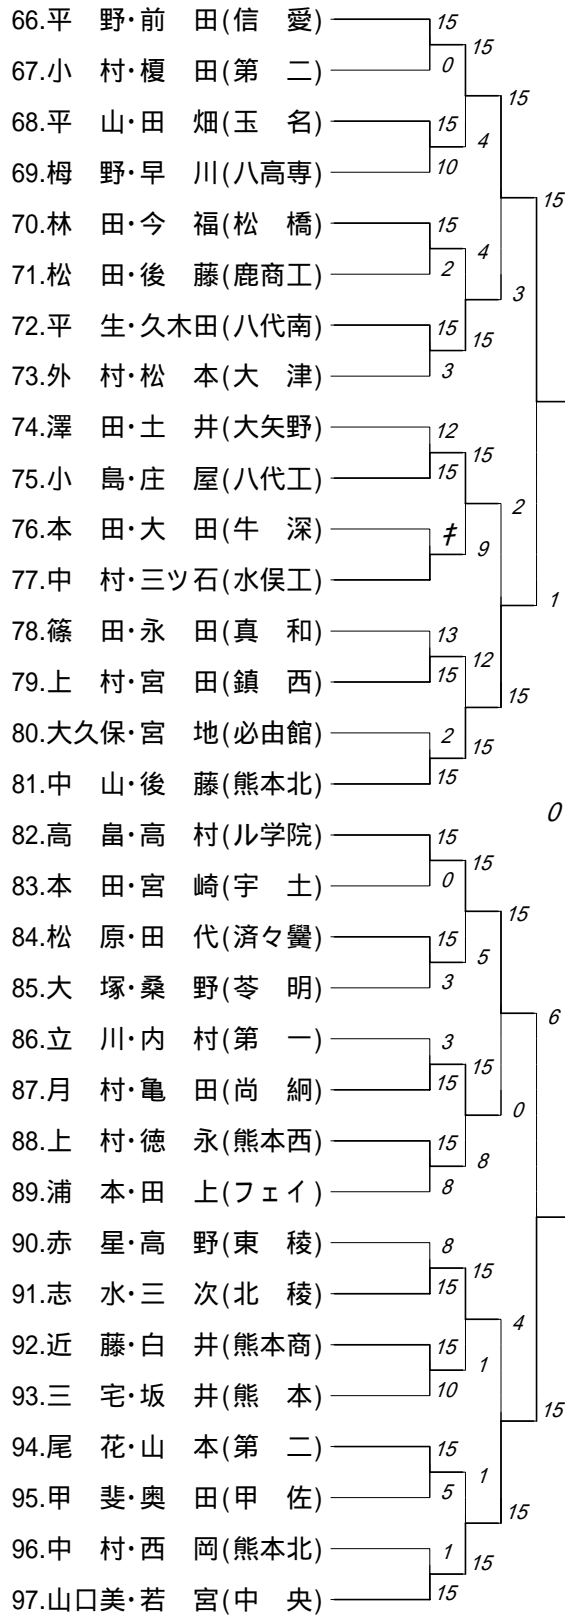 66.平　野・前　田(信　愛) 15
15
67.小　村・榎　田(第　二) 0
15
68.平　山・田　畑(玉　名) 15
4
69.栂　野・早　川(八高専) 10
15
70.林　田・今　福(松　橋) 15
4
71.松　田・後　藤(鹿商工) 2
3
72.平　生・久木田(八代南) 15
15
73.外　村・松　本(大　津) 3
74.澤　田・土　井(大矢野) 12
15
75.小　島・庄　屋(八代工) 15
2
76.本　田・大　田(牛　深) キ
9
77.中　村・三ツ石(水俣工)
1
78.篠　田・永　田(真　和) 13
12
79.上　村・宮　田(鎮　西) 15
15
80.大久保・宮　地(必由館) 2
15
81.中　山・後　藤(熊本北) 15
0
82.高　畠・高　村(ル学院) 15
15
83.本　田・宮　崎(宇　土) 0
15
84.松　原・田　代(済々黌) 15
5
85.大　塚・桑　野(苓　明) 3
6
86.立　川・内　村(第　一) 3
15
87.月　村・亀　田(尚　絅) 15
0
88.上　村・徳　永(熊本西) 15
8
89.浦　本・田　上(フェイ) 8
90.赤　星・高　野(東　稜) 8
15
91.志　水・三　次(北　稜) 15
4
92.近　藤・白　井(熊本商) 15
1
93.三　宅・坂　井(熊　本) 10
15
94.尾　花・山　本(第　二) 15
1
95.甲　斐・奥　田(甲　佐) 5
15
96.中　村・西　岡(熊本北) 1
15
97.山口美・若　宮(中　央) 15